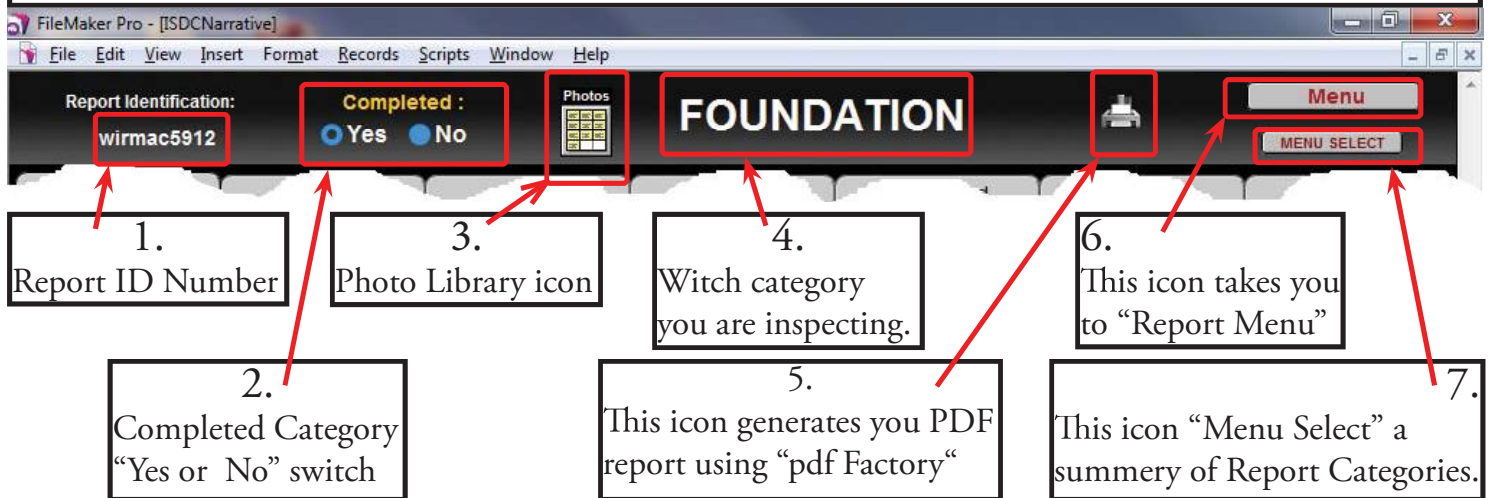 FileMaker Pro - [ISDCNarrative]
File Edit View Insert Format Records Scripts Window Help
Report Identification:
wirmac5912
Completed :
Yes No
Photos
FOUNDATION
Menu
MENU SELECT
1.
Report ID Number
3.
Photo Library icon
4.
Witch category
you are inspecting.
6.
This icon takes you
to “Report Menu”
2.
Completed Category
“Yes or No” switch
5.
This icon generates you PDF
report using “pdf Factory“
7.
This icon “Menu Select” a
summery of Report Categories.